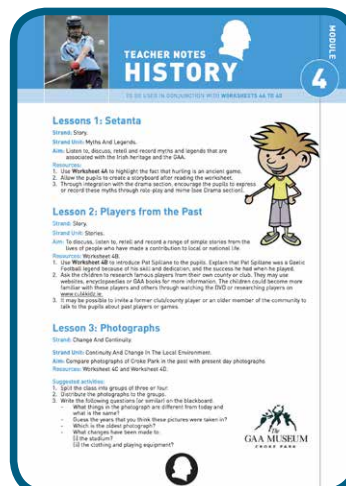 TEACHER NOTES
HISTORY
MODULE
4
TO BE USED IN CONJUNCTION WITH WORKSHEETS 4A TO 4D
Lessons 1: Setanta
Strand: Story.
Strand Unit: Myths And Legends.
Aim: Listen to, discuss, retell and record myths and legends that are
associated with the Irish heritage and the GAA.
Resources:
1. Use Worksheet 4A to highlight the fact that hurling is an ancient game.
2. Allow the pupils to create a storyboard after reading the worksheet.
3. Through integration with the drama section, encourage the pupils to express
or record these myths through role-play and mime (see Drama section).
Lesson 2: Players from the Past
Strand: Story.
Strand Unit: Stories.
Aim: To discuss, listen to, retell and record a range of simple stories from the
lives of people who have made a contribution to local or national life.
Resources: Worksheet 4B.
1. Use Worksheet 4B to introduce Pat Spillane to the pupils. Explain that Pat Spillane was a Gaelic
Football legend because of his skill and dedication, and the success he had when he played.
2. Ask the children to research famous players from their own county or club. They may use
websites, encyclopaedias or GAA books for more information. The children could become more
familiar with these players and others through watching the DVD or researching players on
3. It may be possible to invite a former club/county player or an older member of the community to
talk to the pupils about past players or games.
Lesson 3: Photographs
Strand: Change And Continuity
Strand Unit: Continuity And Change In The Local Environment.
Aim: Compare photographs of Croke Park in the past with present day photographs
Resources: Worksheet 4C and Worksheet 4D.
Suggested activities:
1. Split the class into groups of three or four
2. Distribute the photographs to the groups.
3. Write the following questions (or similar) on the blackboard:
- What things in the photograph are different from today and
what is the same?
- Guess the years that you think these pictures were taken in?
- Which is the oldest photograph?
- What changes have been made to:
(i) the stadium?
(ii) the clothing and playing equipment?
The
GAA MUSEUM
CROKE PARK